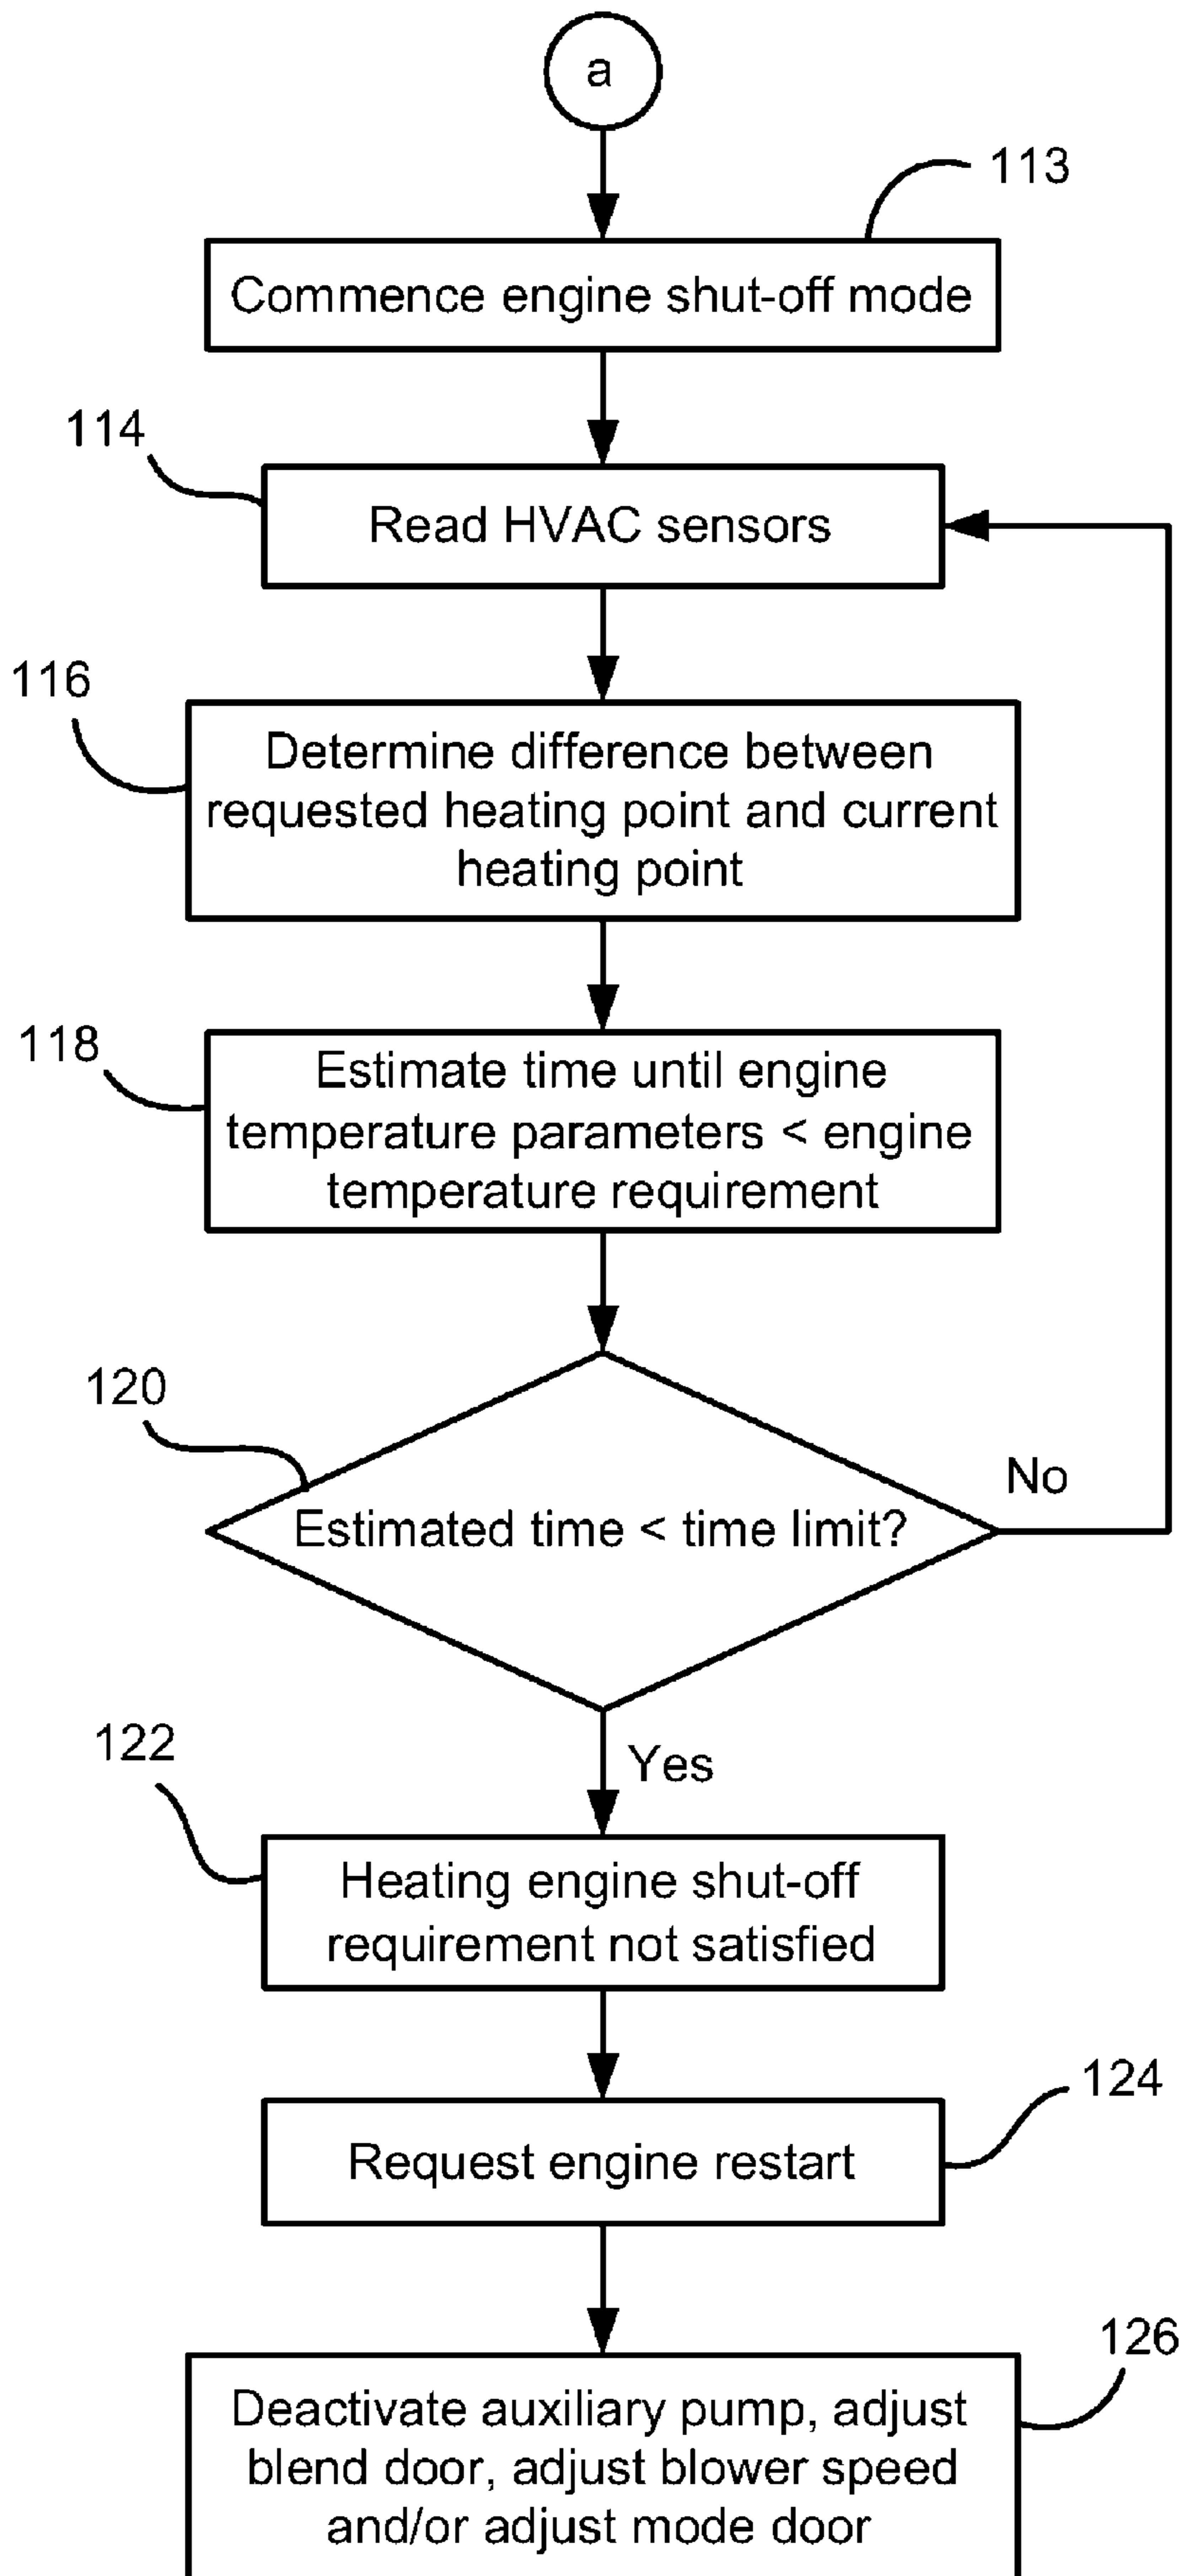 a
113
Commence engine shut-off mode
114
Read HVAC sensors
116
Determine difference between
requested heating point and current
heating point
118
Estimate time until engine
temperature parameters < engine
temperature requirement
120
Estimated time < time limit?
No
Yes
122
Heating engine shut-off
requirement not satisfied
124
Request engine restart
126
Deactivate auxiliary pump, adjust
blend door, adjust blower speed
and/or adjust mode door